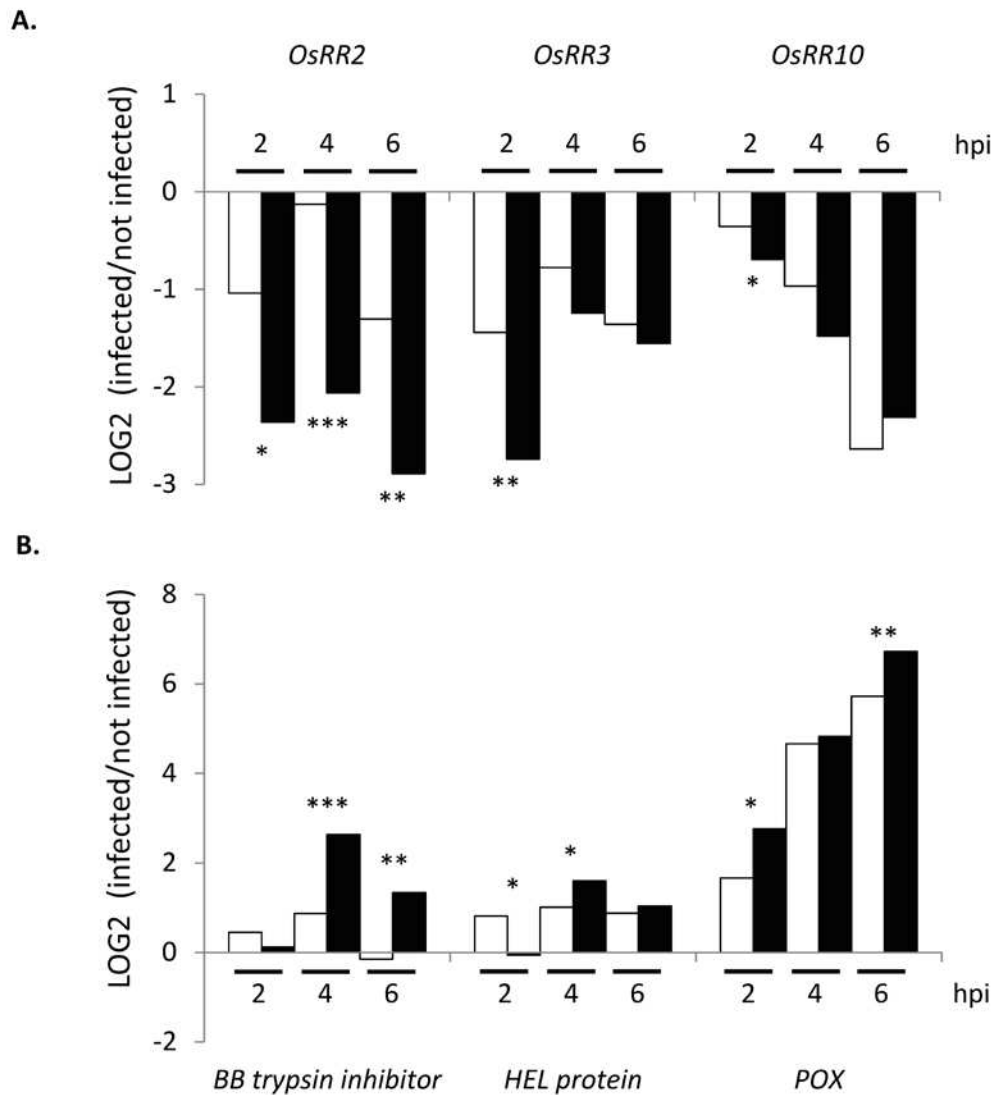 A.
OsRR2 OsRR3 OsRR10
LOG2 (infected/not infected)
1
2 4 6 2 4 6 2 4 6 hpi
0
-1
*
-2
***
* ** **
-3
B.
LOG2 (infected/not infected)
8
**
6
4
*** *
2 ** * *
0
2 4 6 2 4 6 2 4 6 hpi
-2
BB trypsin inhibitor HEL protein POX